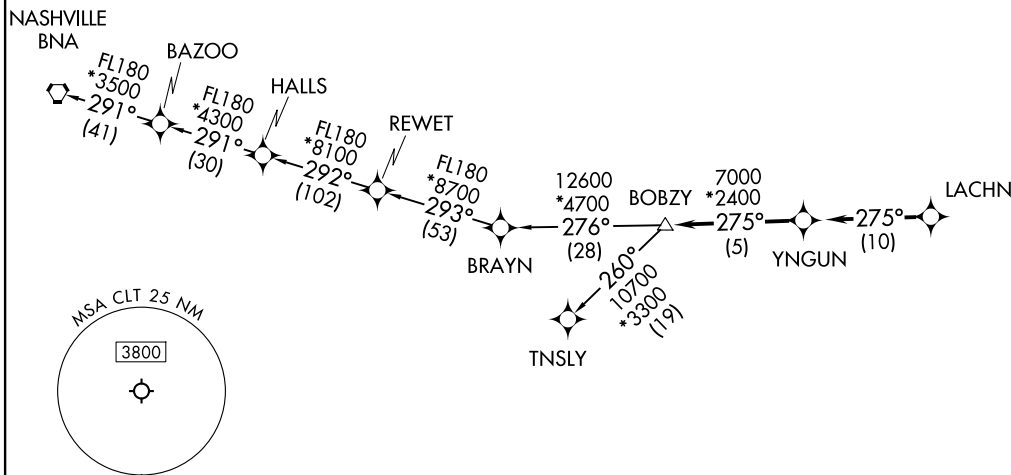 NASHVILLE
BNA
FL180
*3500
291°
(41)
BAZOO
FL180
*4300
291°
(30)
HALLS
FL180
*8100
292°
(102)
REWET
FL180
*8700
293°
(53)
BRAYN
12600
*4700
276°
(28)
BOBZY
7000
*2400
275°
(5)
YNGUN
275°
(10)
LACHN
260°
10700
*3300
(19)
TNSLY
MSA CLT 25 NM
3800